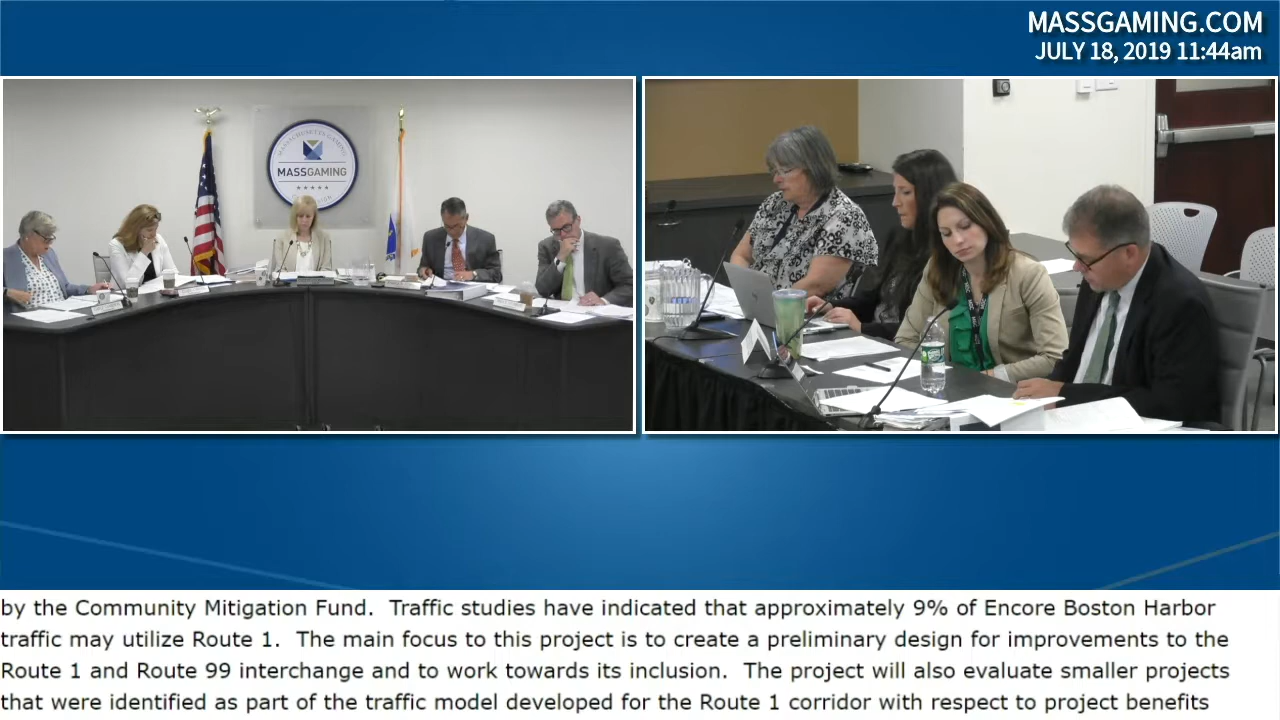 MASSGAMING.COM
JULY 18, 2019 11:44am
MASSACHUSETTS GAMING
MASSGAMING
by the Community Mitigation Fund.  Traffic studies have indicated that approximately 9% of Encore Boston Harbor
traffic may utilize Route 1.  The main focus to this project is to create a preliminary design for improvements to the
Route 1 and Route 99 interchange and to work towards its inclusion.  The project will also evaluate smaller projects
that were identified as part of the traffic model developed for the Route 1 corridor with respect to project benefits